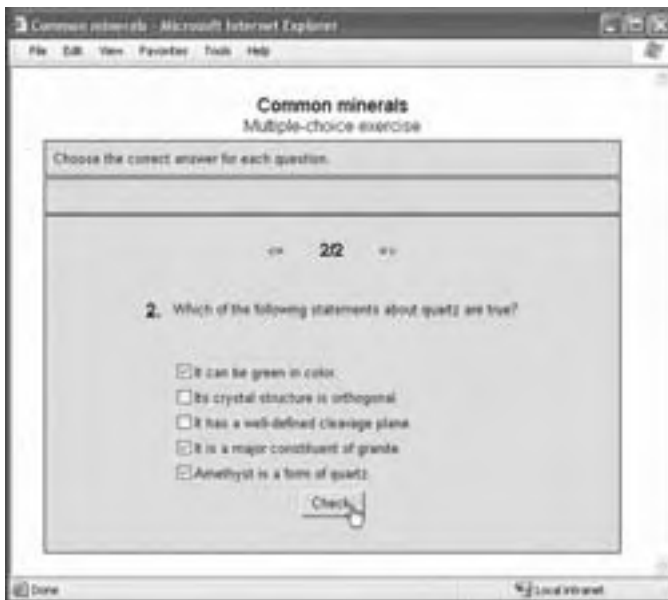 Common minerals - Microsoft Internet Explorer
File Edit View Favorites Tools Help
Common minerals
Multiple-choice exercise
Choose the correct answer for each question.
2/2
2. Which of the following statements about quartz are true?
It can be green in color.
Its crystal structure is orthogonal.
It has a well-defined cleavage plane.
It is a major constituent of granite.
Amethyst is a form of quartz.
Check
Done
Local intranet